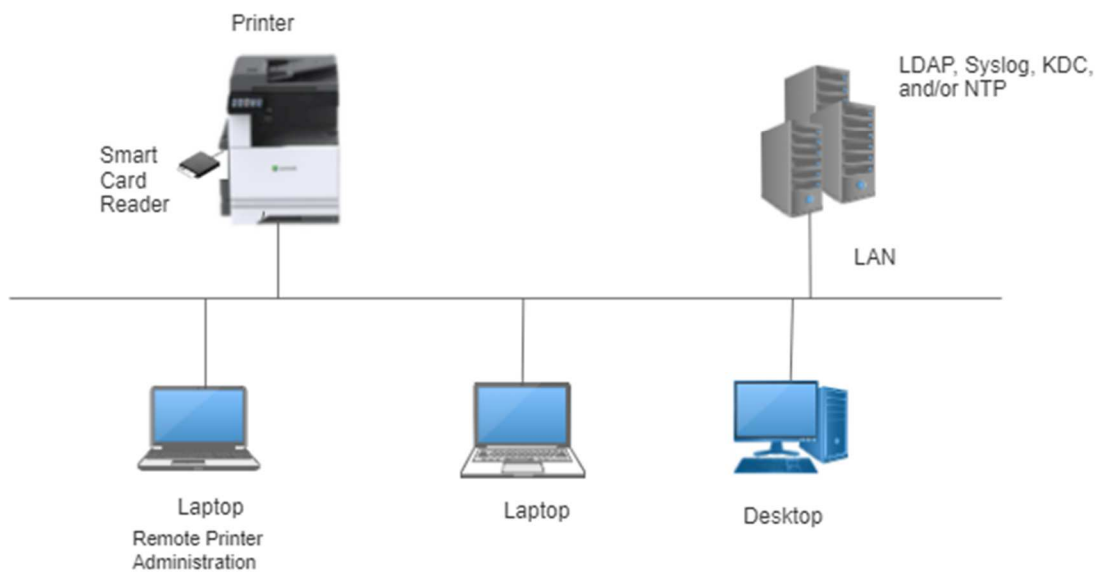 Printer
LDAP, Syslog, KDC,
and/or NTP
Smart
Card
Reader
LAN
Laptop
Remote Printer
Administration
Laptop
Desktop